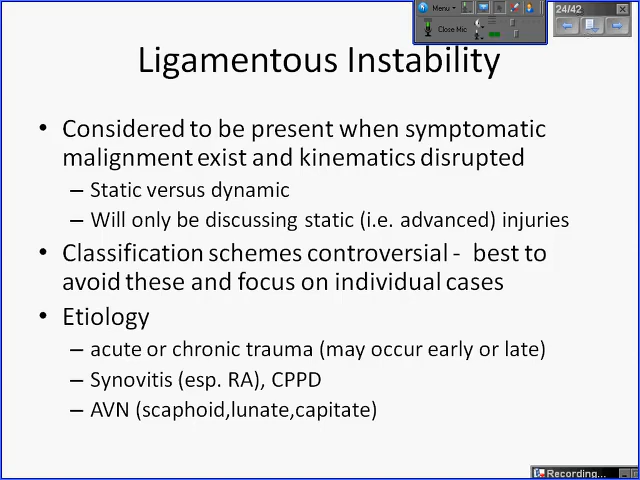 24/42
Menu
Close Mic
Ligamentous Instability
• Considered to be present when symptomatic
malignment exist and kinematics disrupted
– Static versus dynamic
– Will only be discussing static (i.e. advanced) injuries
• Classification schemes controversial - best to
avoid these and focus on individual cases
• Etiology
– acute or chronic trauma (may occur early or late)
– Synovitis (esp. RA), CPPD
– AVN (scaphoid,lunate,capitate)
Recording...